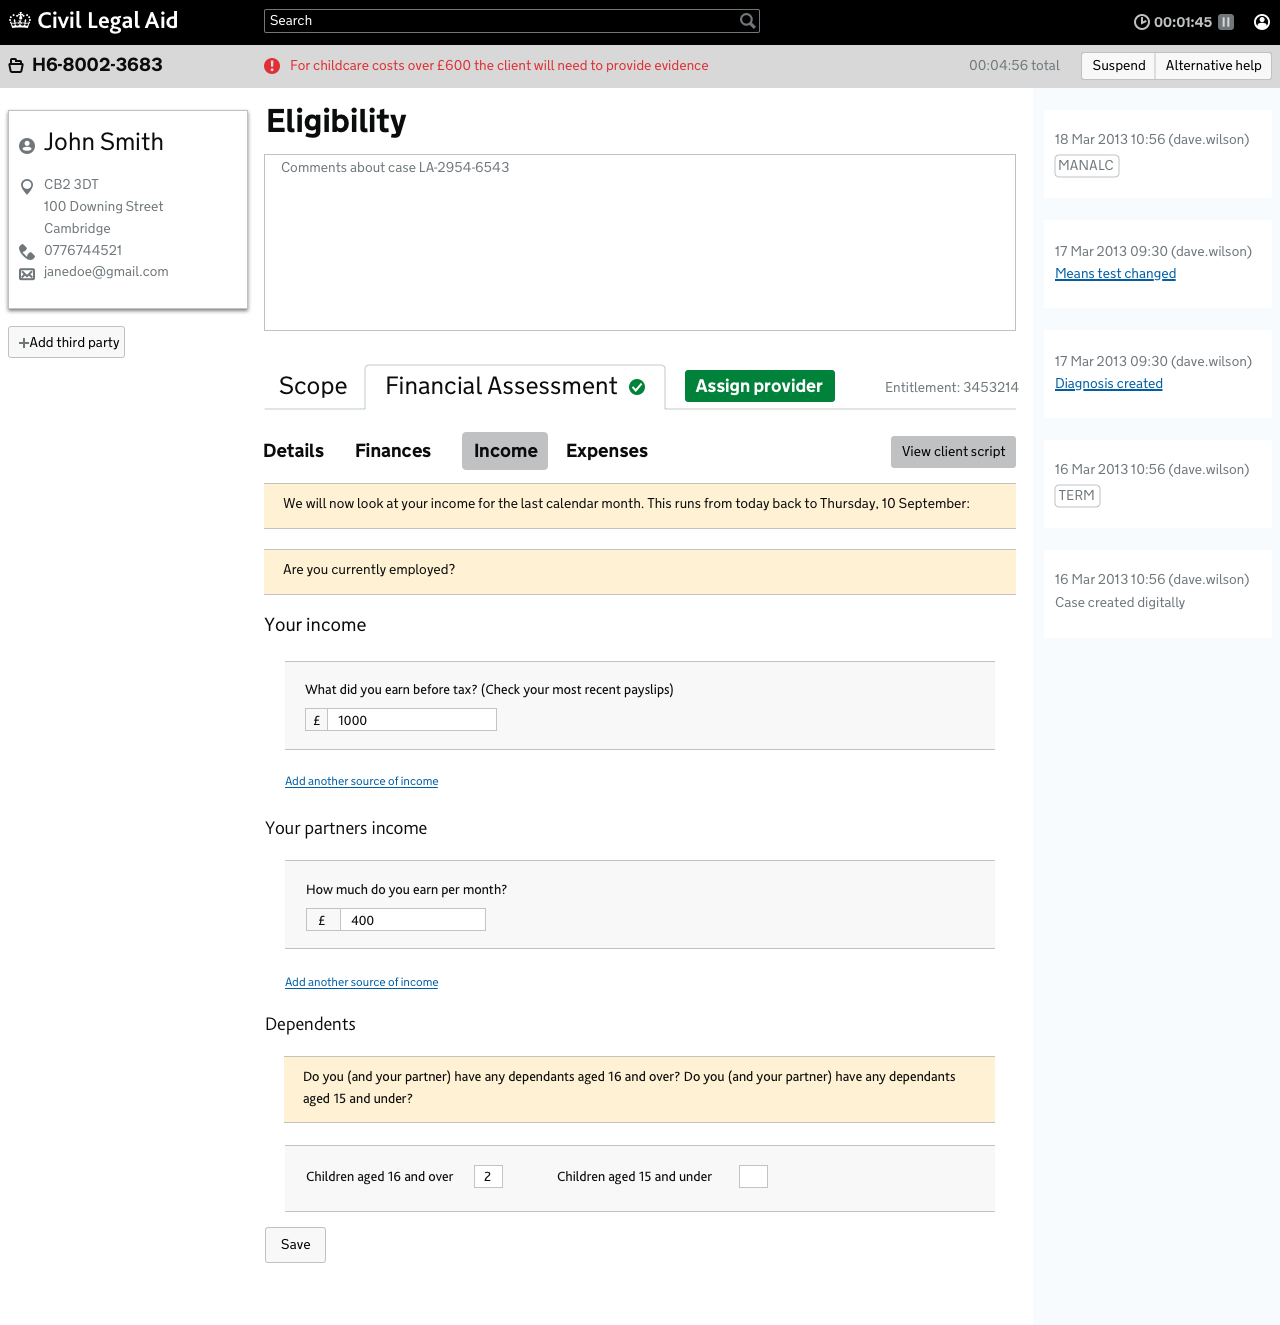 Civil Legal Aid
Search
00:01:45
H6-8002-3683
For childcare costs over £600 the client will need to provide evidence
00:04:56 total
Suspend
Alternative help
John Smith
CB2 3DT
100 Downing Street
Cambridge
0776744521
janedoe@gmail.com
+Add third party
Eligibility
Comments about case LA-2954-6543
Scope
Financial Assessment
Assign provider
Entitlement: 3453214
Details
Finances
Income
Expenses
View client script
We will now look at your income for the last calendar month. This runs from today back to Thursday, 10 September:
Are you currently employed?
Your income
What did you earn before tax? (Check your most recent payslips)
£ 1000
Add another source of income
Your partners income
How much do you earn per month?
£ 400
Add another source of income
Dependents
Do you (and your partner) have any dependants aged 16 and over? Do you (and your partner) have any dependants
aged 15 and under?
Children aged 16 and over 2 Children aged 15 and under
Save
18 Mar 2013 10:56 (dave.wilson)
MANALC
17 Mar 2013 09:30 (dave.wilson)
Means test changed
17 Mar 2013 09:30 (dave.wilson)
Diagnosis created
16 Mar 2013 10:56 (dave.wilson)
TERM
16 Mar 2013 10:56 (dave.wilson)
Case created digitally